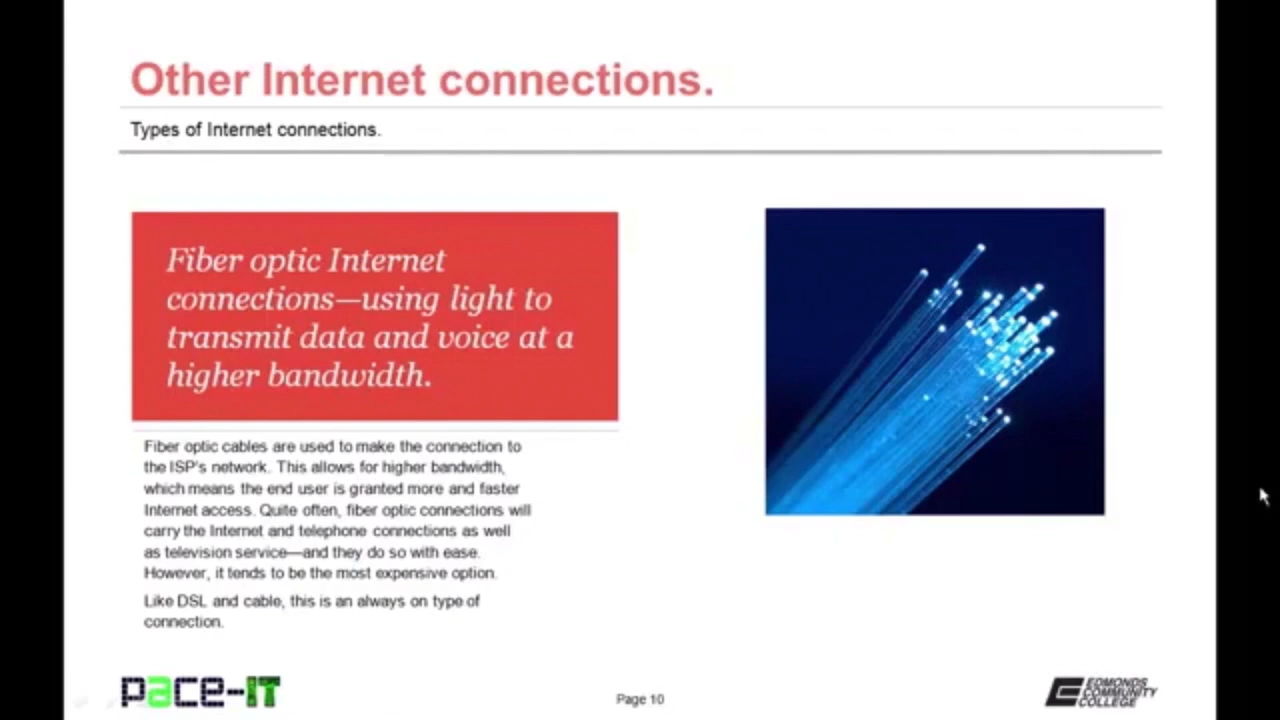 Other Internet connections.
Types of Internet connections.
Fiber optic Internet
connections—using light to
transmit data and voice at a
higher bandwidth.
Fiber optic cables are used to make the connection to
the ISP's network. This allows for higher bandwidth,
which means the end user is granted more and faster
Internet access. Quite often, fiber optic connections will
carry the Internet and telephone connections as well
as television service—and they do so with ease.
However, it tends to be the most expensive option.
Like DSL and cable, this is an always on type of
connection.
pace-IT
Page 10
EDMONDS
COMMUNITY
COLLEGE